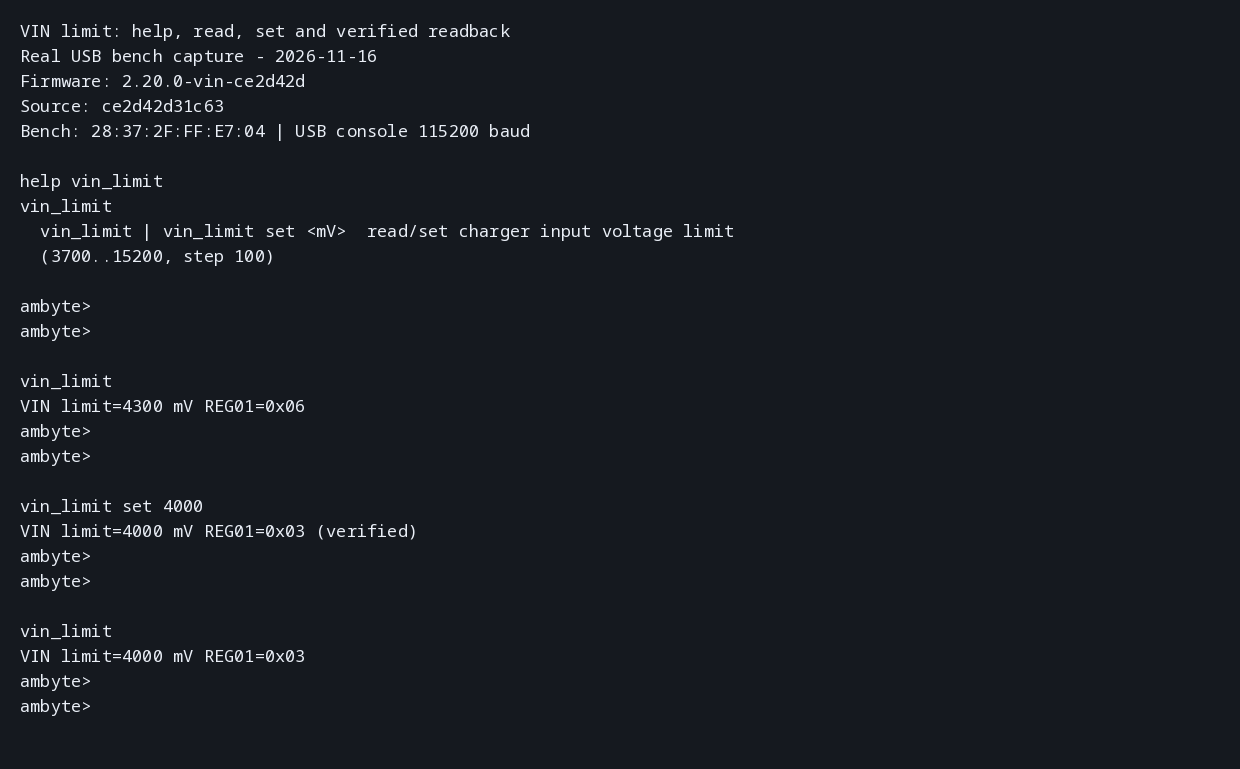 VIN limit: help, read, set and verified readback
Real USB bench capture - 2026-11-16
Firmware: 2.20.0-vin-ce2d42d
Source: ce2d42d31c63
Bench: 28:37:2F:FF:E7:04 | USB console 115200 baud
help vin_limit
vin_limit
vin_limit | vin_limit set <mV>  read/set charger input voltage limit
(3700..15200, step 100)
ambyte>
ambyte>
vin_limit
VIN limit=4300 mV REG01=0x06
ambyte>
ambyte>
vin_limit set 4000
VIN limit=4000 mV REG01=0x03 (verified)
ambyte>
ambyte>
vin_limit
VIN limit=4000 mV REG01=0x03
ambyte>
ambyte>